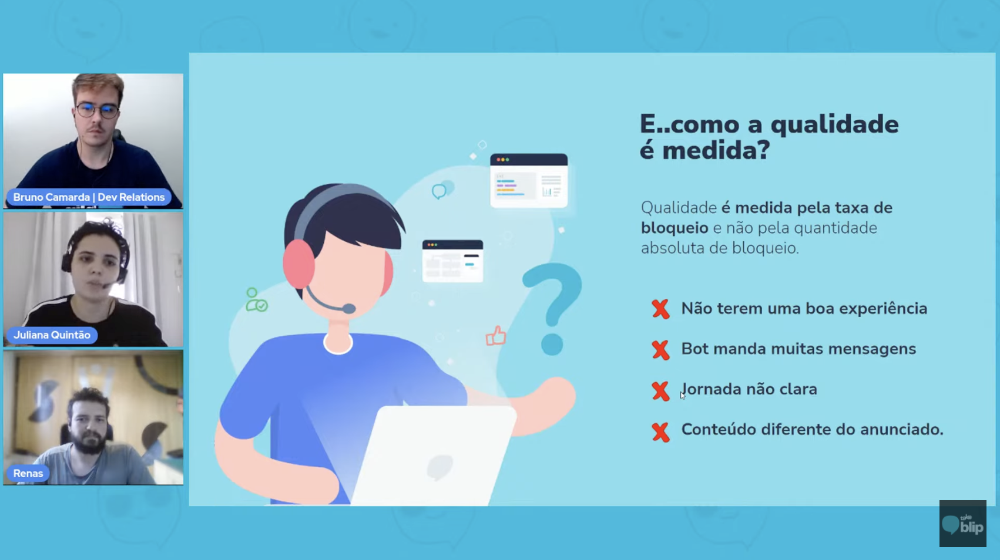 Bruno Camarda | Dev Relations
Juliana Quintão
Renas
E..como a qualidade
é medida?
Qualidade é medida pela taxa de
bloqueio e não pela quantidade
absoluta de bloqueio.
Não terem uma boa experiência
Bot manda muitas mensagens
Jornada não clara
Conteúdo diferente do anunciado.
take
blip